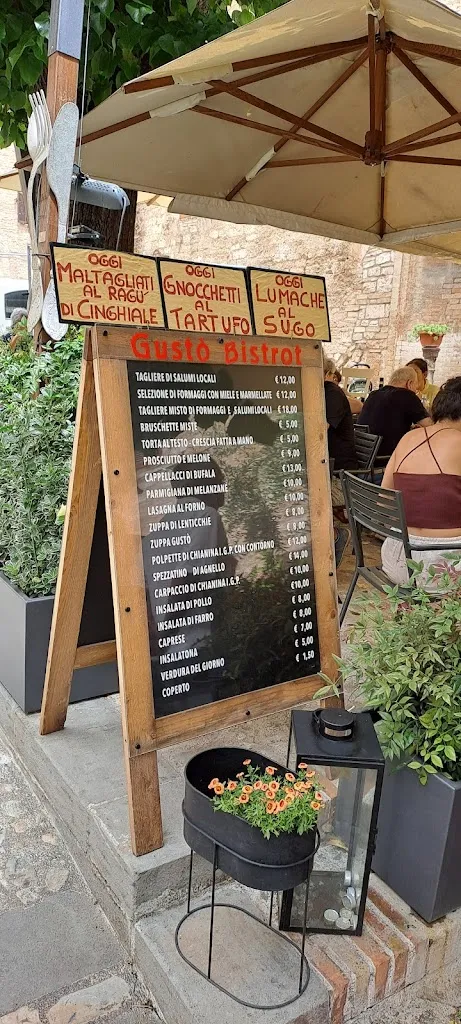 OGGI
MALTAGLIATI
AL RAGÙ
DI CINGHIALE
OGGI
GNOCCHETTI
AL
TARTUFO
OGGI
LUMACHE
AL
SUGO
Gustò Bistrot
TAGLIERE DI SALUMI LOCALI € 12,00
SELEZIONE DI FORMAGGI CON MIELE E MARMELLATE € 12,00
TAGLIERE MISTO DI FORMAGGI E SALUMI LOCALI € 18,00
BRUSCHETTE MISTE € 5,00
TORTA AL TESTO - CRESCIA FATTA A MANO € 5,00
PROSCIUTTO E MELONE € 9,00
CAPPELLACCI DI BUFALA € 13,00
PARMIGIANA DI MELANZANE € 10,00
LASAGNA AL FORNO € 10,00
ZUPPA DI LENTICCHIE € 9,00
ZUPPA GUSTÒ € 9,00
POLPETTE DI CHIANINA I.G.P. CON CONTORNO € 12,00
SPEZZATINO DI AGNELLO € 14,00
CARPACCIO DI CHIANINA I.G.P. € 10,00
INSALATA DI POLLO €10,00
INSALATA DI FARRO € 8,00
CAPRESE € 8,00
INSALATONA € 7,00
VERDURA DEL GIORNO € 5,00
COPERTO € 1,50